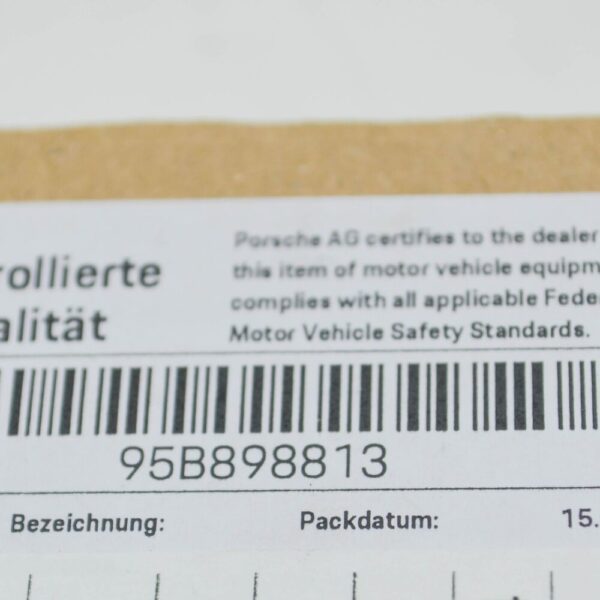 Porsche AG certifies to the dealer
this item of motor vehicle equipm
complies with all applicable Fede
Motor Vehicle Safety Standards.
rollierte
alität
95B898813
Bezeichnung: Packdatum: 15.